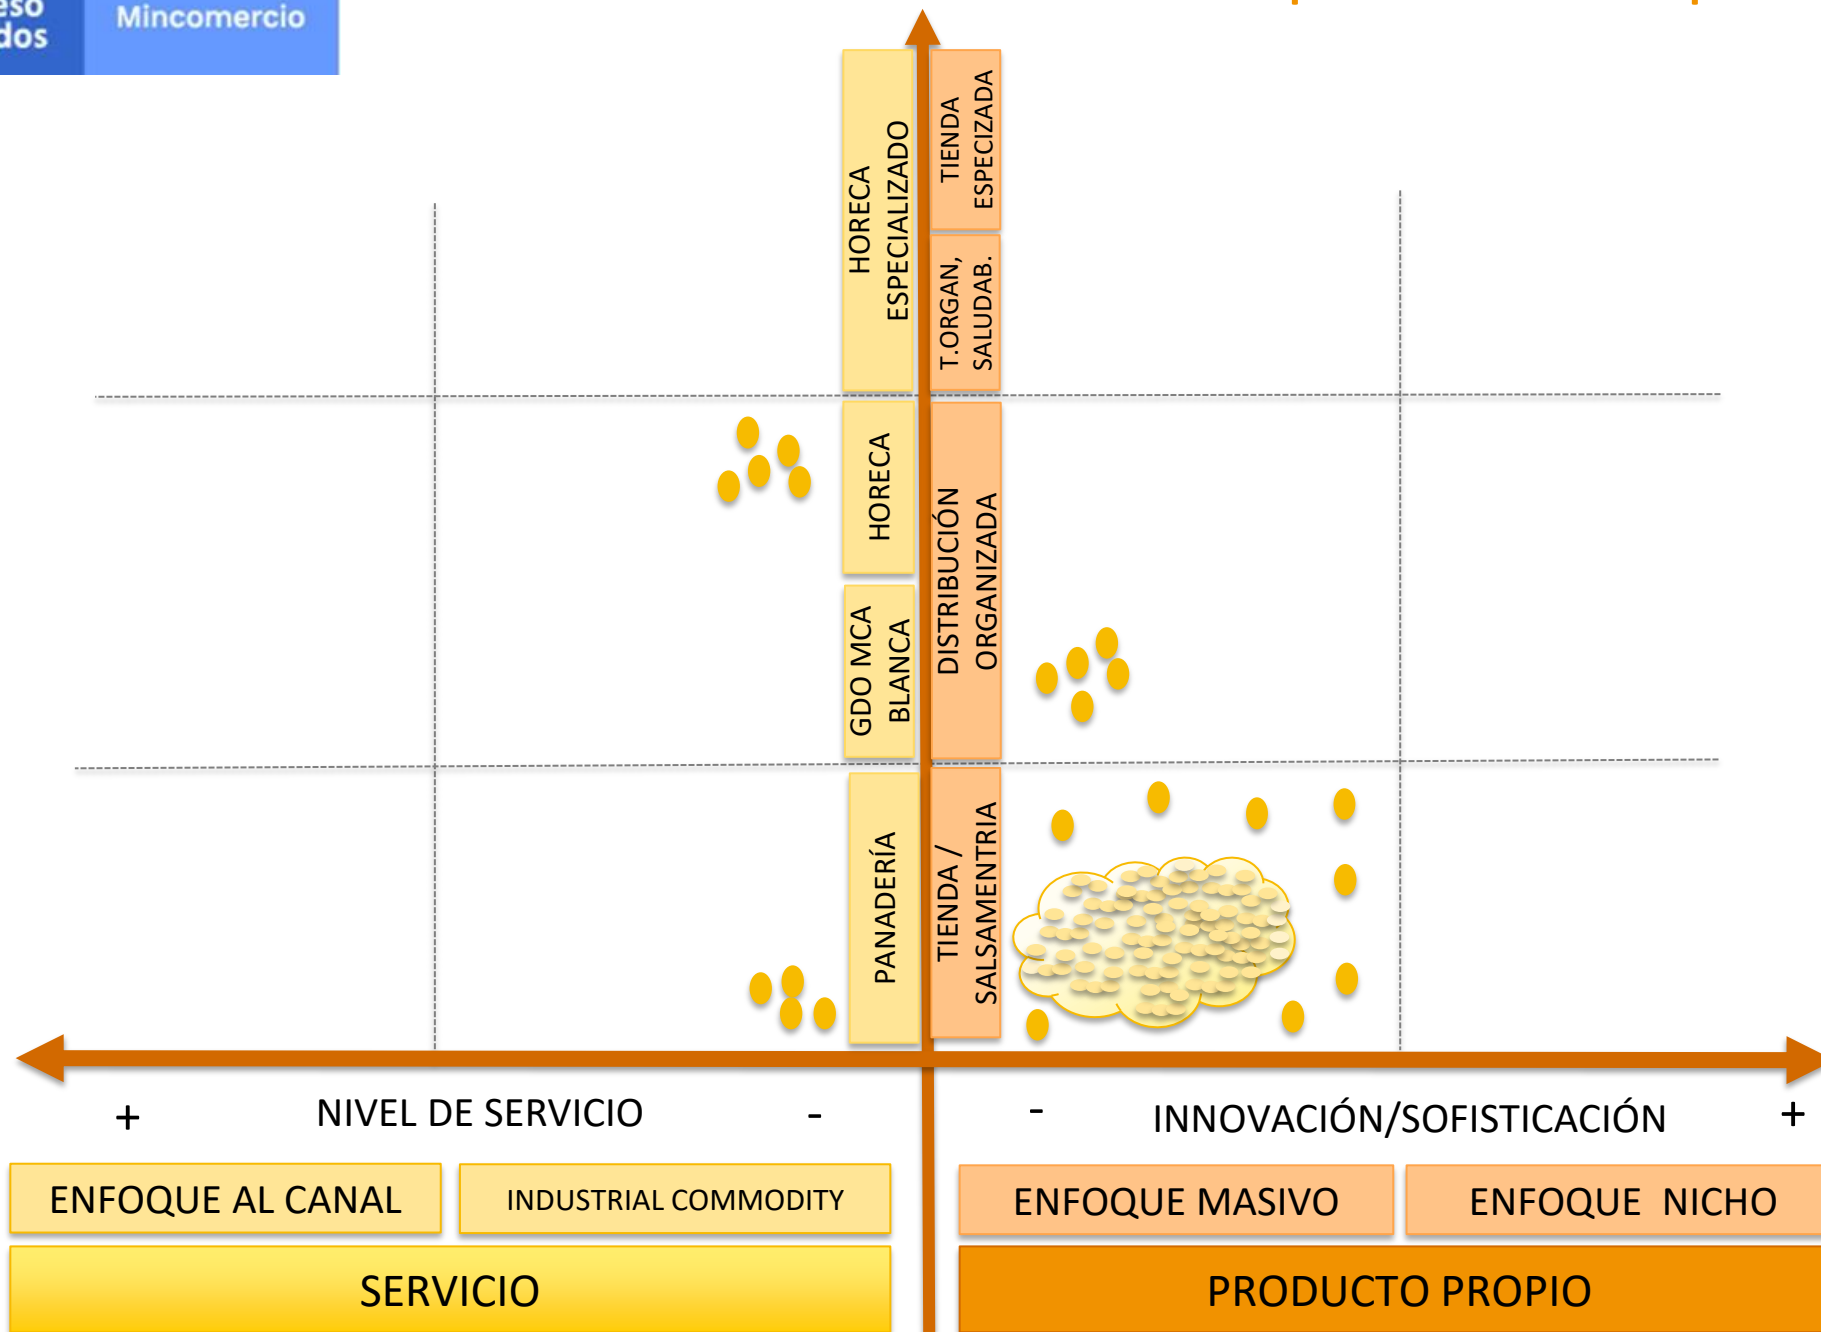 dos
Mincomercio
HORECA
ESPECIALIZADO
TIENDA
ESPECIZADA
T.ORGAN,
SALUDAB.
HORECA
DISTRIBUCIÓN
ORGANIZADA
GDO MCA
BLANCA
PANADERÍA
TIENDA /
SALSAMENTRIA
+ NIVEL DE SERVICIO -
- INNOVACIÓN/SOFISTICACIÓN +
ENFOQUE AL CANAL
INDUSTRIAL COMMODITY
ENFOQUE MASIVO
ENFOQUE NICHO
SERVICIO
PRODUCTO PROPIO